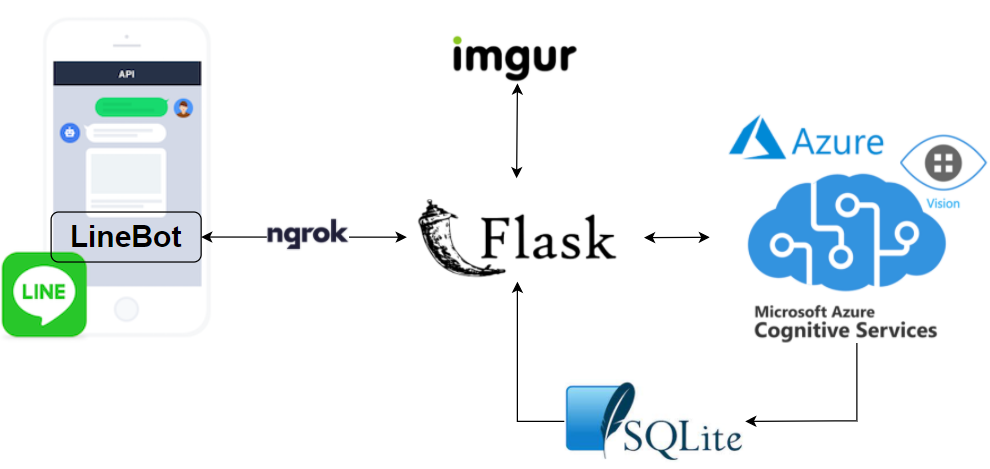 imgur
API
Azure
Vision
LineBot
ngrok
Flask
LINE
Microsoft Azure
Cognitive Services
SQLite